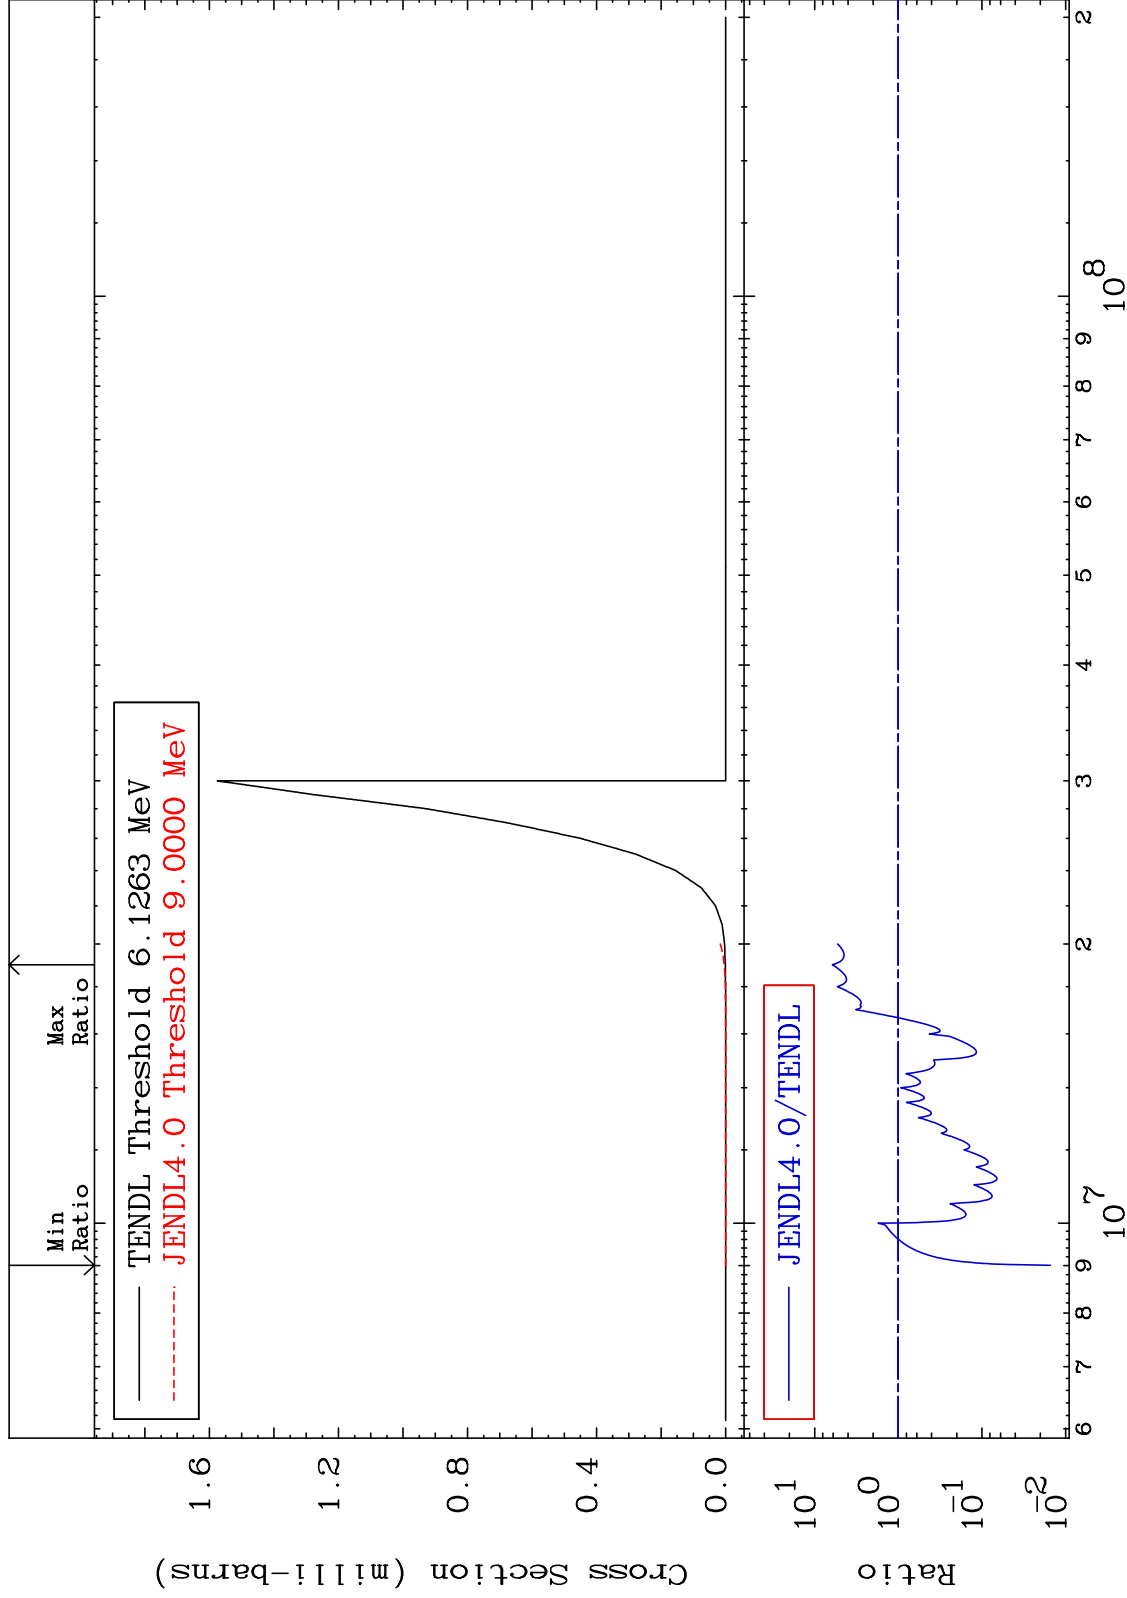 Min
Ratio
Max
Ratio
TENDL Threshold 6.1263 MeV
JENDL4.0 Threshold 9.0000 MeV
Cross Section (milli-barns)
1.6
1.2
0.8
0.4
0.0
JENDL4.0/TENDL
Ratio
10^1
10^0
10^-1
10^-2
6 7 8 9 10^7 2 3 4 5 6 7 8 9 10^8 2